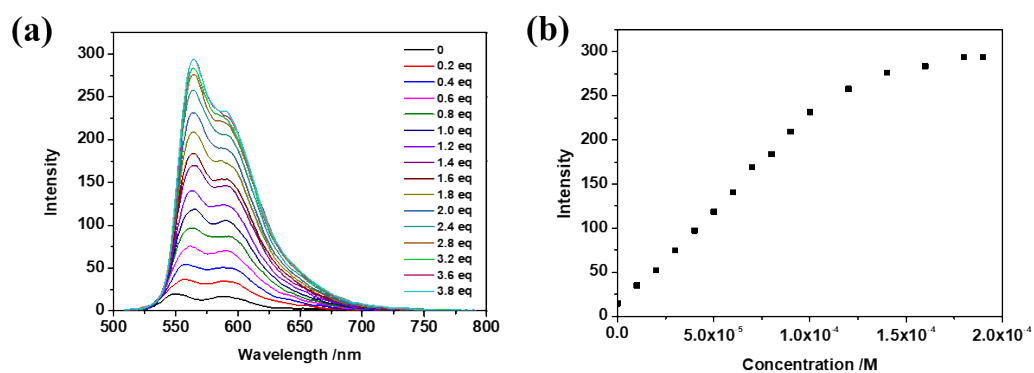 (a)
300
250
200
150
100
50
0
Intensity
500
550
600
650
700
750
800
Wavelength /nm
0
0.2 eq
0.4 eq
0.6 eq
0.8 eq
1.0 eq
1.2 eq
1.4 eq
1.6 eq
1.8 eq
2.0 eq
2.4 eq
2.8 eq
3.2 eq
3.6 eq
3.8 eq
(b)
300
250
200
150
100
50
0
Intensity
0.0
5.0x10⁻⁵
1.0x10⁻⁴
1.5x10⁻⁴
2.0x10⁻⁴
Concentration /M